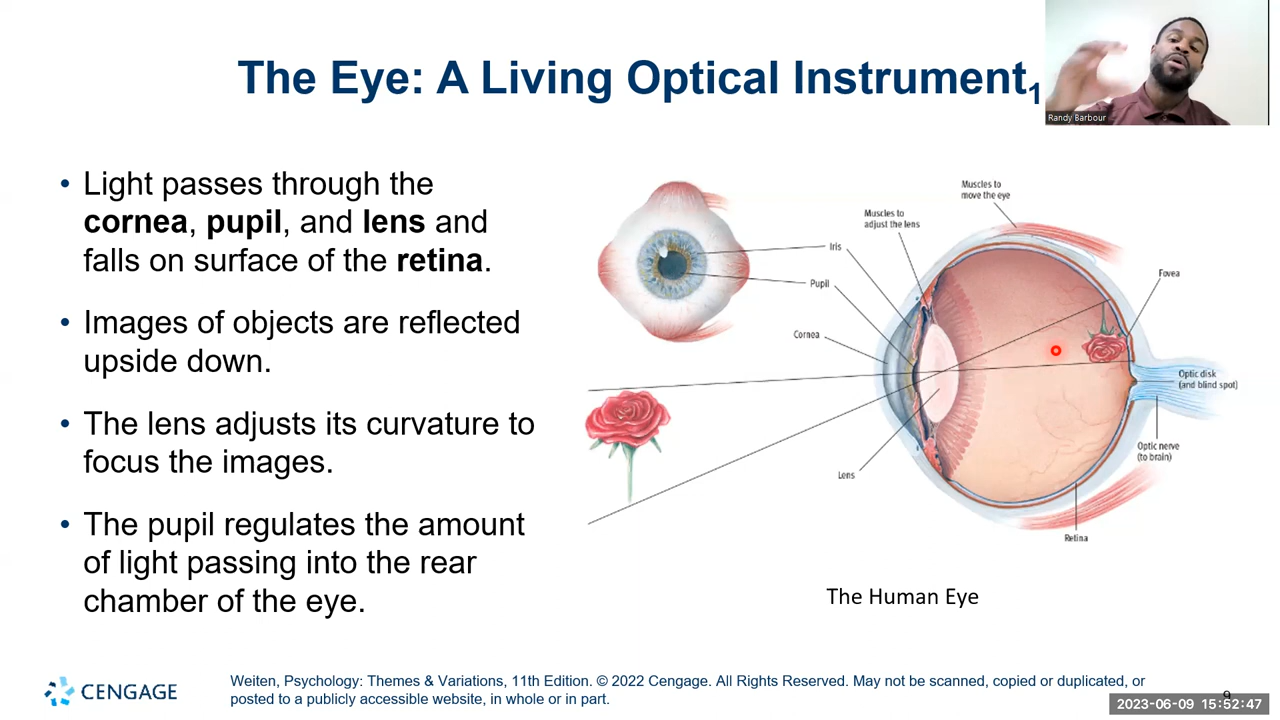 The Eye: A Living Optical Instrument1
Randy Barbour
• Light passes through the
cornea, pupil, and lens and
falls on surface of the retina.
• Images of objects are reflected
upside down.
• The lens adjusts its curvature to
focus the images.
• The pupil regulates the amount
of light passing into the rear
chamber of the eye.
Muscles to
move the eye
Muscles to
adjust the lens
Iris
Pupil
Cornea
Fovea
Optic disk
(and blind spot)
Optic nerve
(to brain)
Lens
Retina
The Human Eye
CENGAGE
Weiten, Psychology: Themes & Variations, 11th Edition. © 2022 Cengage. All Rights Reserved. May not be scanned, copied or duplicated, or
posted to a publicly accessible website, in whole or in part.
9
2023-06-09 15:52:47